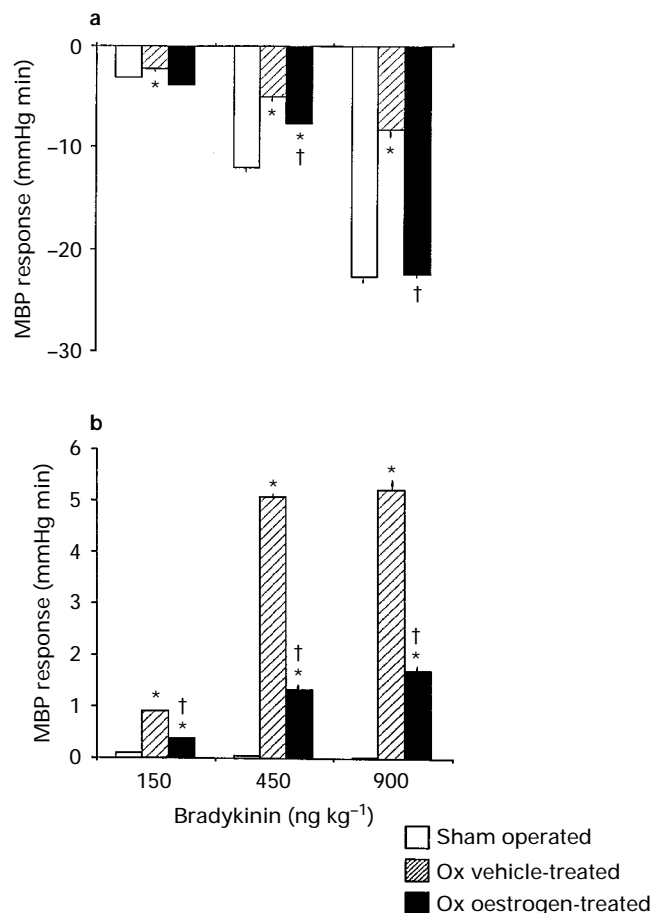 a
0
−10
−20
−30
MBP response (mmHg min)
*
*
*
†
*
†
b
6
5
4
3
2
1
0
MBP response (mmHg min)
*
†
*
*
†
*
*
†
*
150 450 900
Bradykinin (ng kg⁻¹)
Sham operated
Ox vehicle-treated
Ox oestrogen-treated